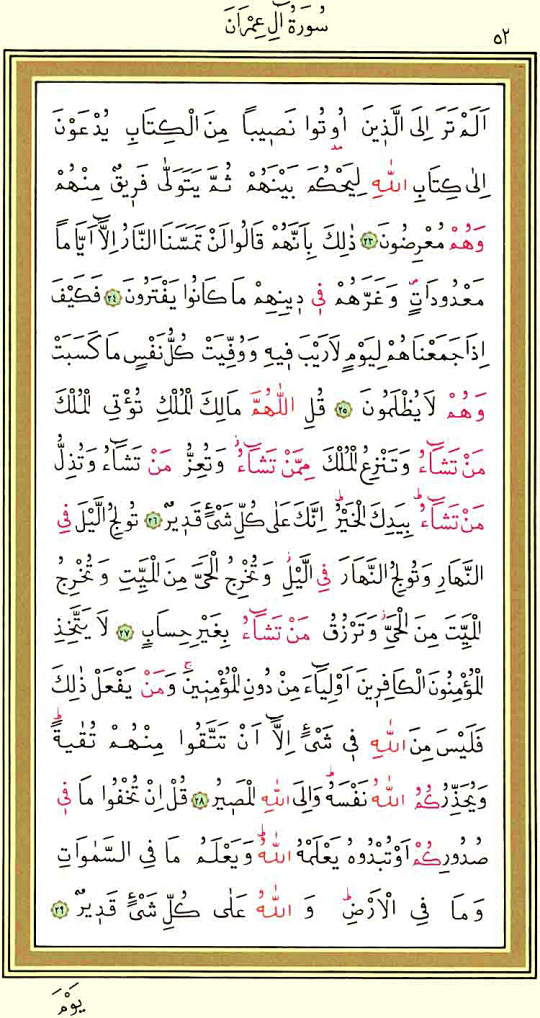 سُورَةُ اٰلِ عِمْرَانَ
٥٢
اَلَمْ تَرَ اِلَى الَّذٖينَ اُو۫تُوا نَصٖيباً مِنَ الْكِتَابِ يُدْعَوْنَ
اِلٰى كِتَابِ اللّٰهِ لِيَحْكُمَ بَيْنَهُمْ ثُمَّ يَتَوَلّٰى فَرٖيقٌ مِنْهُمْ
وَهُمْ مُعْرِضُونَ ﴿٢٣﴾ ذٰلِكَ بِاَنَّهُمْ قَالُوا لَنْ تَمَسَّنَا النَّارُ اِلَّٓا اَيَّاماً
مَعْدُودَاتٍ وَغَرَّهُمْ فٖي دٖينِهِمْ مَا كَانُوا يَفْتَرُونَ ﴿٢٤﴾ فَكَيْفَ
اِذَا جَمَعْنَاهُمْ لِيَوْمٍ لَا رَيْبَ فٖيهِ وَوُفِّيَتْ كُلُّ نَفْسٍ مَا كَسَبَتْ
وَهُمْ لَا يُظْلَمُونَ ﴿٢٥﴾ قُلِ اللّٰهُمَّ مَالِكَ الْمُلْكِ تُؤْتِي الْمُلْكَ
مَنْ تَشَٓاءُ وَتَنْزِعُ الْمُلْكَ مِمَّنْ تَشَٓاءُۘ وَتُعِزُّ مَنْ تَشَٓاءُ وَتُذِلُّ
مَنْ تَشَٓاءُؕ بِيَدِكَ الْخَيْرُؕ اِنَّكَ عَلٰى كُلِّ شَيْءٍ قَدٖيرٌ ﴿٢٦﴾ تُولِجُ الَّيْلَ فِي
النَّهَارِ وَتُولِجُ النَّهَارَ فِي الَّيْلِؗ وَتُخْرِجُ الْحَيَّ مِنَ الْمَيِّتِ وَتُخْرِجُ
الْمَيِّتَ مِنَ الْحَيِّؗ وَتَرْزُقُ مَنْ تَشَٓاءُ بِغَيْرِ حِسَابٍ ﴿٢٧﴾ لَا يَتَّخِذِ
الْمُؤْمِنُونَ الْكَافِرٖينَ اَوْلِيَٓاءَ مِنْ دُونِ الْمُؤْمِنٖينَۚ وَمَنْ يَفْعَلْ ذٰلِكَ
فَلَيْسَ مِنَ اللّٰهِ فٖي شَيْءٍ اِلَّٓا اَنْ تَتَّقُوا مِنْهُمْ تُقٰيةًؕ
وَيُحَذِّرُكُمُ اللّٰهُ نَفْسَهُؕ وَاِلَى اللّٰهِ الْمَصٖيرُ ﴿٢٨﴾ قُلْ اِنْ تُخْفُوا مَا فٖي
صُدُورِكُمْ اَوْ تُبْدُوهُ يَعْلَمْهُ اللّٰهُؕ وَيَعْلَمُ مَا فِي السَّمٰوَاتِ
وَمَا فِي الْاَرْضِؕ وَاللّٰهُ عَلٰى كُلِّ شَيْءٍ قَدٖيرٌ ﴿٢٩﴾
يَوْمَ